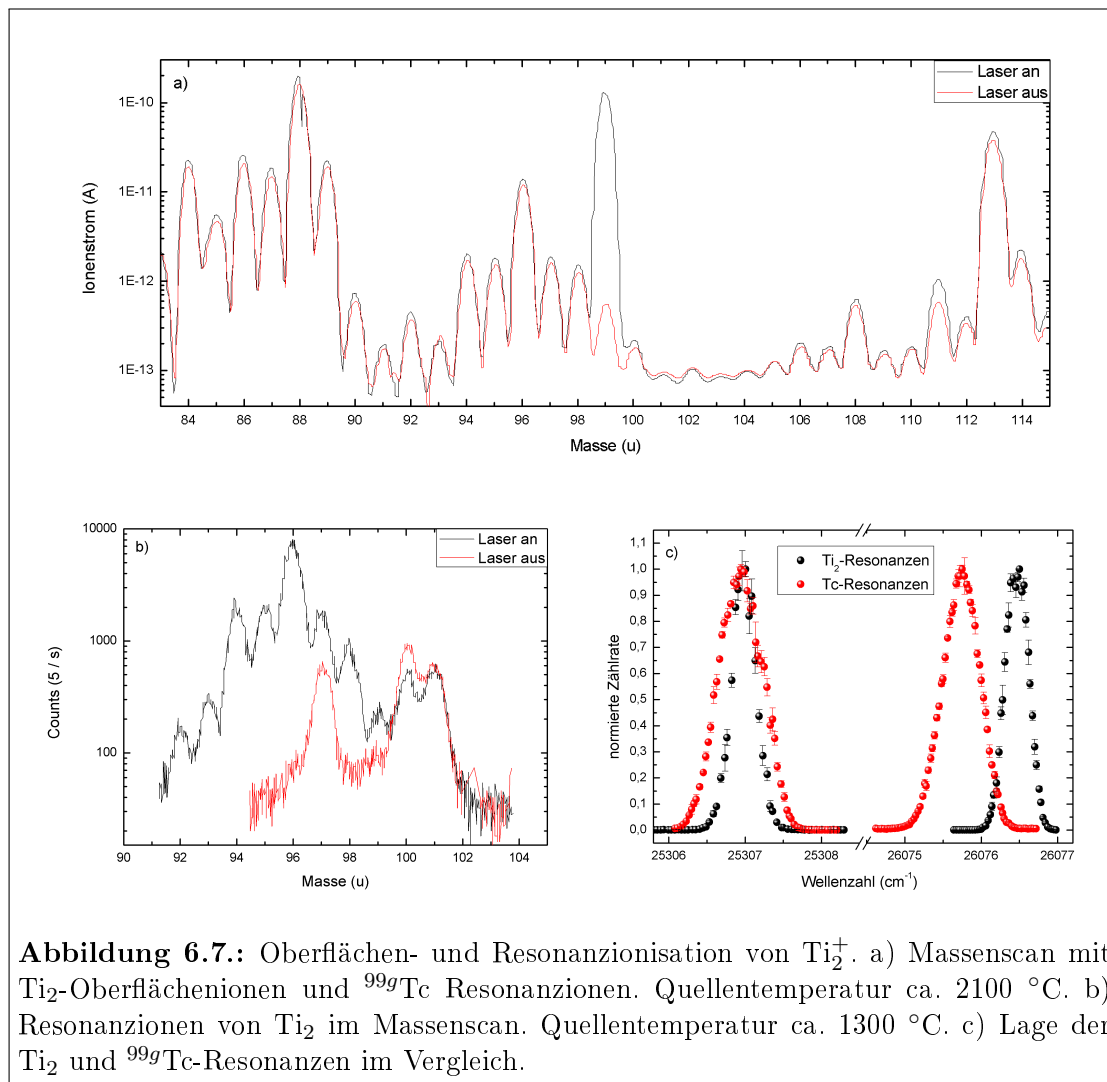 a)
Laser an
Laser aus
1E-10
1E-11
1E-12
1E-13
Ionenstrom (A)
84 86 88 90 92 94 96 98 100 102 104 106 108 110 112 114
Masse (u)
b)
Laser an
Laser aus
10000
1000
100
Counts (5 / s)
90 92 94 96 98 100 102 104
Masse (u)
c)
Ti₂-Resonanzen
Tc-Resonanzen
1,1
1,0
0,9
0,8
0,7
0,6
0,5
0,4
0,3
0,2
0,1
0,0
normierte Zählrate
25306 25307 25308 26075 26076 26077
Wellenzahl (cm⁻¹)
Abbildung 6.7.: Oberflächen- und Resonanzionisation von Ti₂⁺. a) Massenscan mit
Ti₂-Oberflächenionen und ⁹⁹ᵍTc Resonanzionen. Quellentemperatur ca. 2100 °C. b)
Resonanzionen von Ti₂ im Massenscan. Quellentemperatur ca. 1300 °C. c) Lage der
Ti₂ und ⁹⁹ᵍTc-Resonanzen im Vergleich.